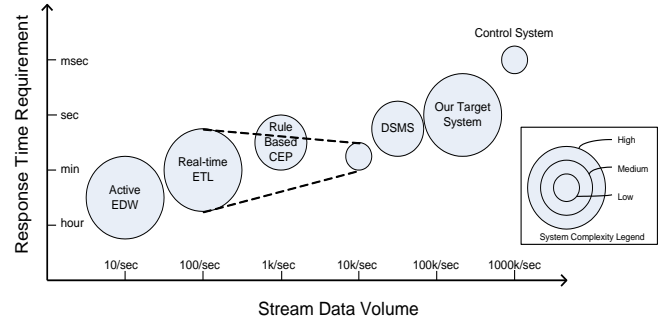 Response Time Requirement
msec
sec
min
hour
Control System
Our Target
System
DSMS
Rule
Based
CEP
Real-time
ETL
Active
EDW
High
Medium
Low
System Complexity Legend
10/sec
100/sec
1k/sec
10k/sec
100k/sec
1000k/sec
Stream Data Volume